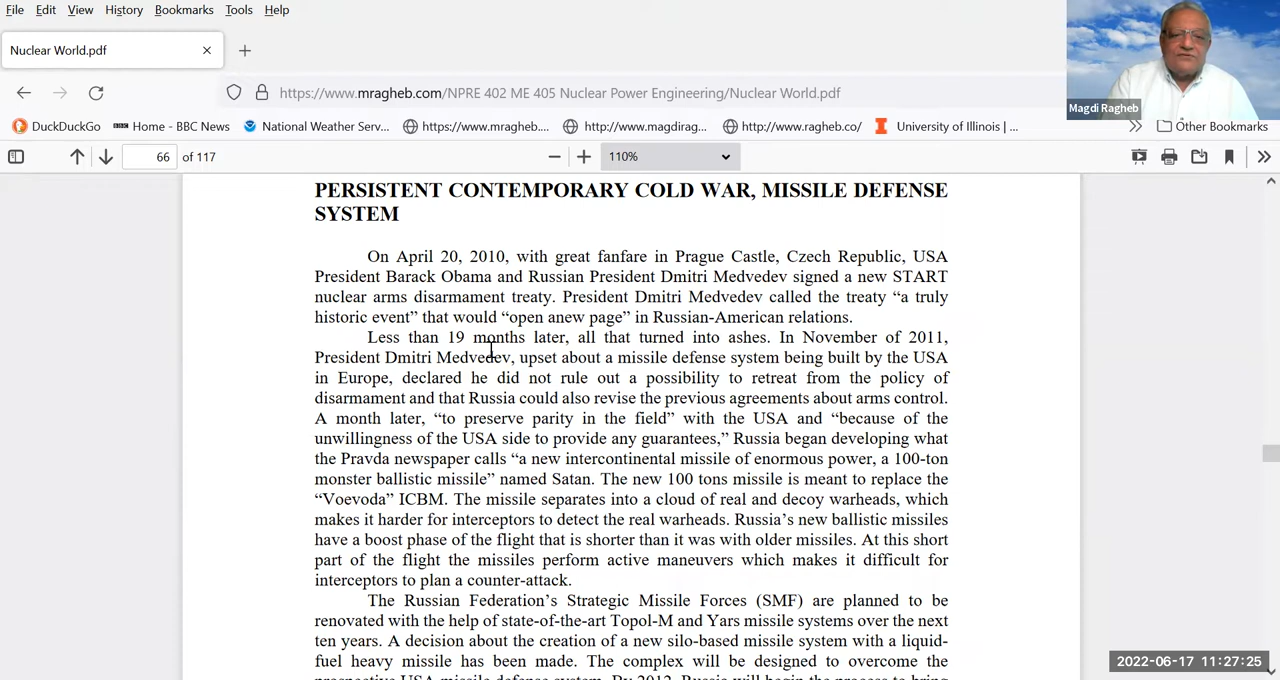 File Edit View History Bookmarks Tools Help
Nuclear World.pdf
https://www.mragheb.com/NPRE 402 ME 405 Nuclear Power Engineering/Nuclear World.pdf
Magdi Ragheb
DuckDuckGo BBC Home - BBC News National Weather Serv... https://www.mragheb.... http://www.magdirag... http://www.ragheb.co/ I University of Illinois | ... Other Bookmarks
66 of 117 110%
PERSISTENT CONTEMPORARY COLD WAR, MISSILE DEFENSE
SYSTEM
On April 20, 2010, with great fanfare in Prague Castle, Czech Republic, USA
President Barack Obama and Russian President Dmitri Medvedev signed a new START
nuclear arms disarmament treaty. President Dmitri Medvedev called the treaty “a truly
historic event” that would “open anew page” in Russian-American relations.
Less than 19 months later, all that turned into ashes. In November of 2011,
President Dmitri Medvedev, upset about a missile defense system being built by the USA
in Europe, declared he did not rule out a possibility to retreat from the policy of
disarmament and that Russia could also revise the previous agreements about arms control.
A month later, “to preserve parity in the field” with the USA and “because of the
unwillingness of the USA side to provide any guarantees,” Russia began developing what
the Pravda newspaper calls “a new intercontinental missile of enormous power, a 100-ton
monster ballistic missile” named Satan. The new 100 tons missile is meant to replace the
“Voevoda” ICBM. The missile separates into a cloud of real and decoy warheads, which
makes it harder for interceptors to detect the real warheads. Russia’s new ballistic missiles
have a boost phase of the flight that is shorter than it was with older missiles. At this short
part of the flight the missiles perform active maneuvers which makes it difficult for
interceptors to plan a counter-attack.
The Russian Federation’s Strategic Missile Forces (SMF) are planned to be
renovated with the help of state-of-the-art Topol-M and Yars missile systems over the next
ten years. A decision about the creation of a new silo-based missile system with a liquid-
fuel heavy missile has been made. The complex will be designed to overcome the
prospective USA missile defense system. By 2012, Russia will begin the process to bring
2022-06-17 11:27:25